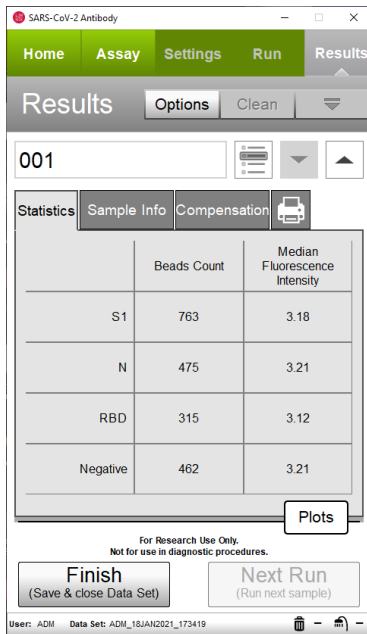 SARS-CoV-2 Antibody
Home Assay Settings Run Results
Results Options Clean
001
Statistics Sample Info Compensation
Beads Count Median Fluorescence Intensity
S1 763 3.18
N 475 3.21
RBD 315 3.12
Negative 462 3.21
Plots
For Research Use Only.
Not for use in diagnostic procedures.
Finish Next Run
(Save & close Data Set) (Run next sample)
User: ADM Data Set: ADM_18JAN2021_173419 - -